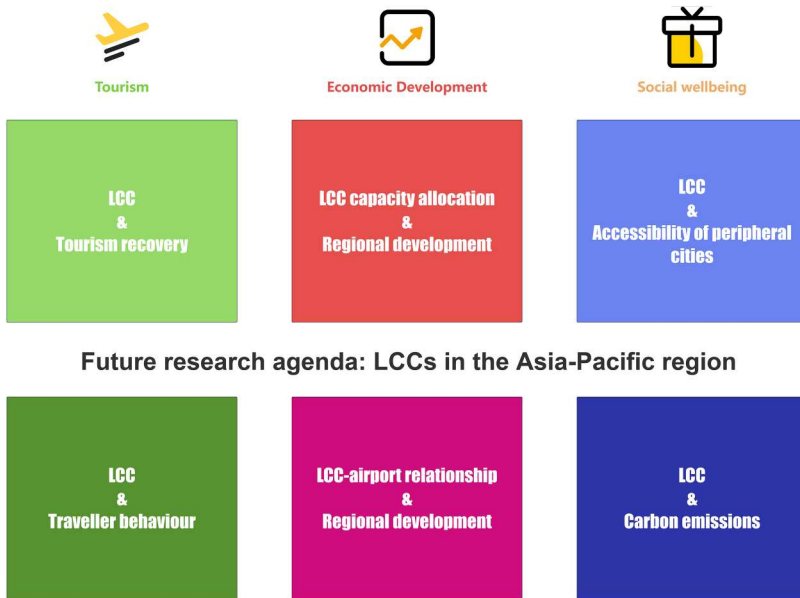 Tourism
Economic Development
Social wellbeing
LCC
&
Tourism recovery
LCC capacity allocation
&
Regional development
LCC
&
Accessibility of peripheral
cities
Future research agenda: LCCs in the Asia-Pacific region
LCC
&
Traveller behaviour
LCC-airport relationship
&
Regional development
LCC
&
Carbon emissions